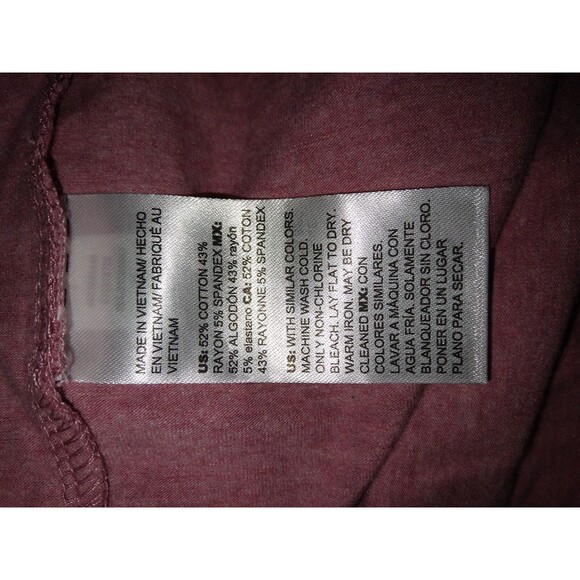 MADE IN VIETNAM/ HECHO
EN VIETNAM/ FABRIQUÉ AU
VIETNAM
US: 52% COTTON 43%
RAYON 5% SPANDEX MX:
52% ALGODÓN 43% rayón
5% elastano CA: 52% COTON
43% RAYONNE 5% SPANDEX
US: WITH SIMILAR COLORS.
MACHINE WASH COLD.
ONLY NON-CHLORINE
BLEACH. LAY FLAT TO DRY.
WARM IRON. MAY BE DRY
CLEANED MX: CON
COLORES SIMILARES.
LAVAR A MÁQUINA CON
AGUA FRÍA. SOLAMENTE
BLANQUEADOR SIN CLORO.
PONER EN UN LUGAR
PLANO PARA SECAR.